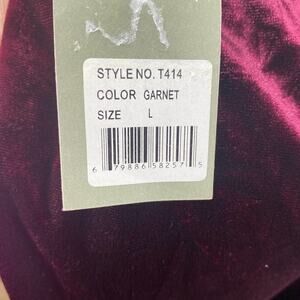 STYLE NO. T414
COLOR GARNET
SIZE L
6 79886 58257 5